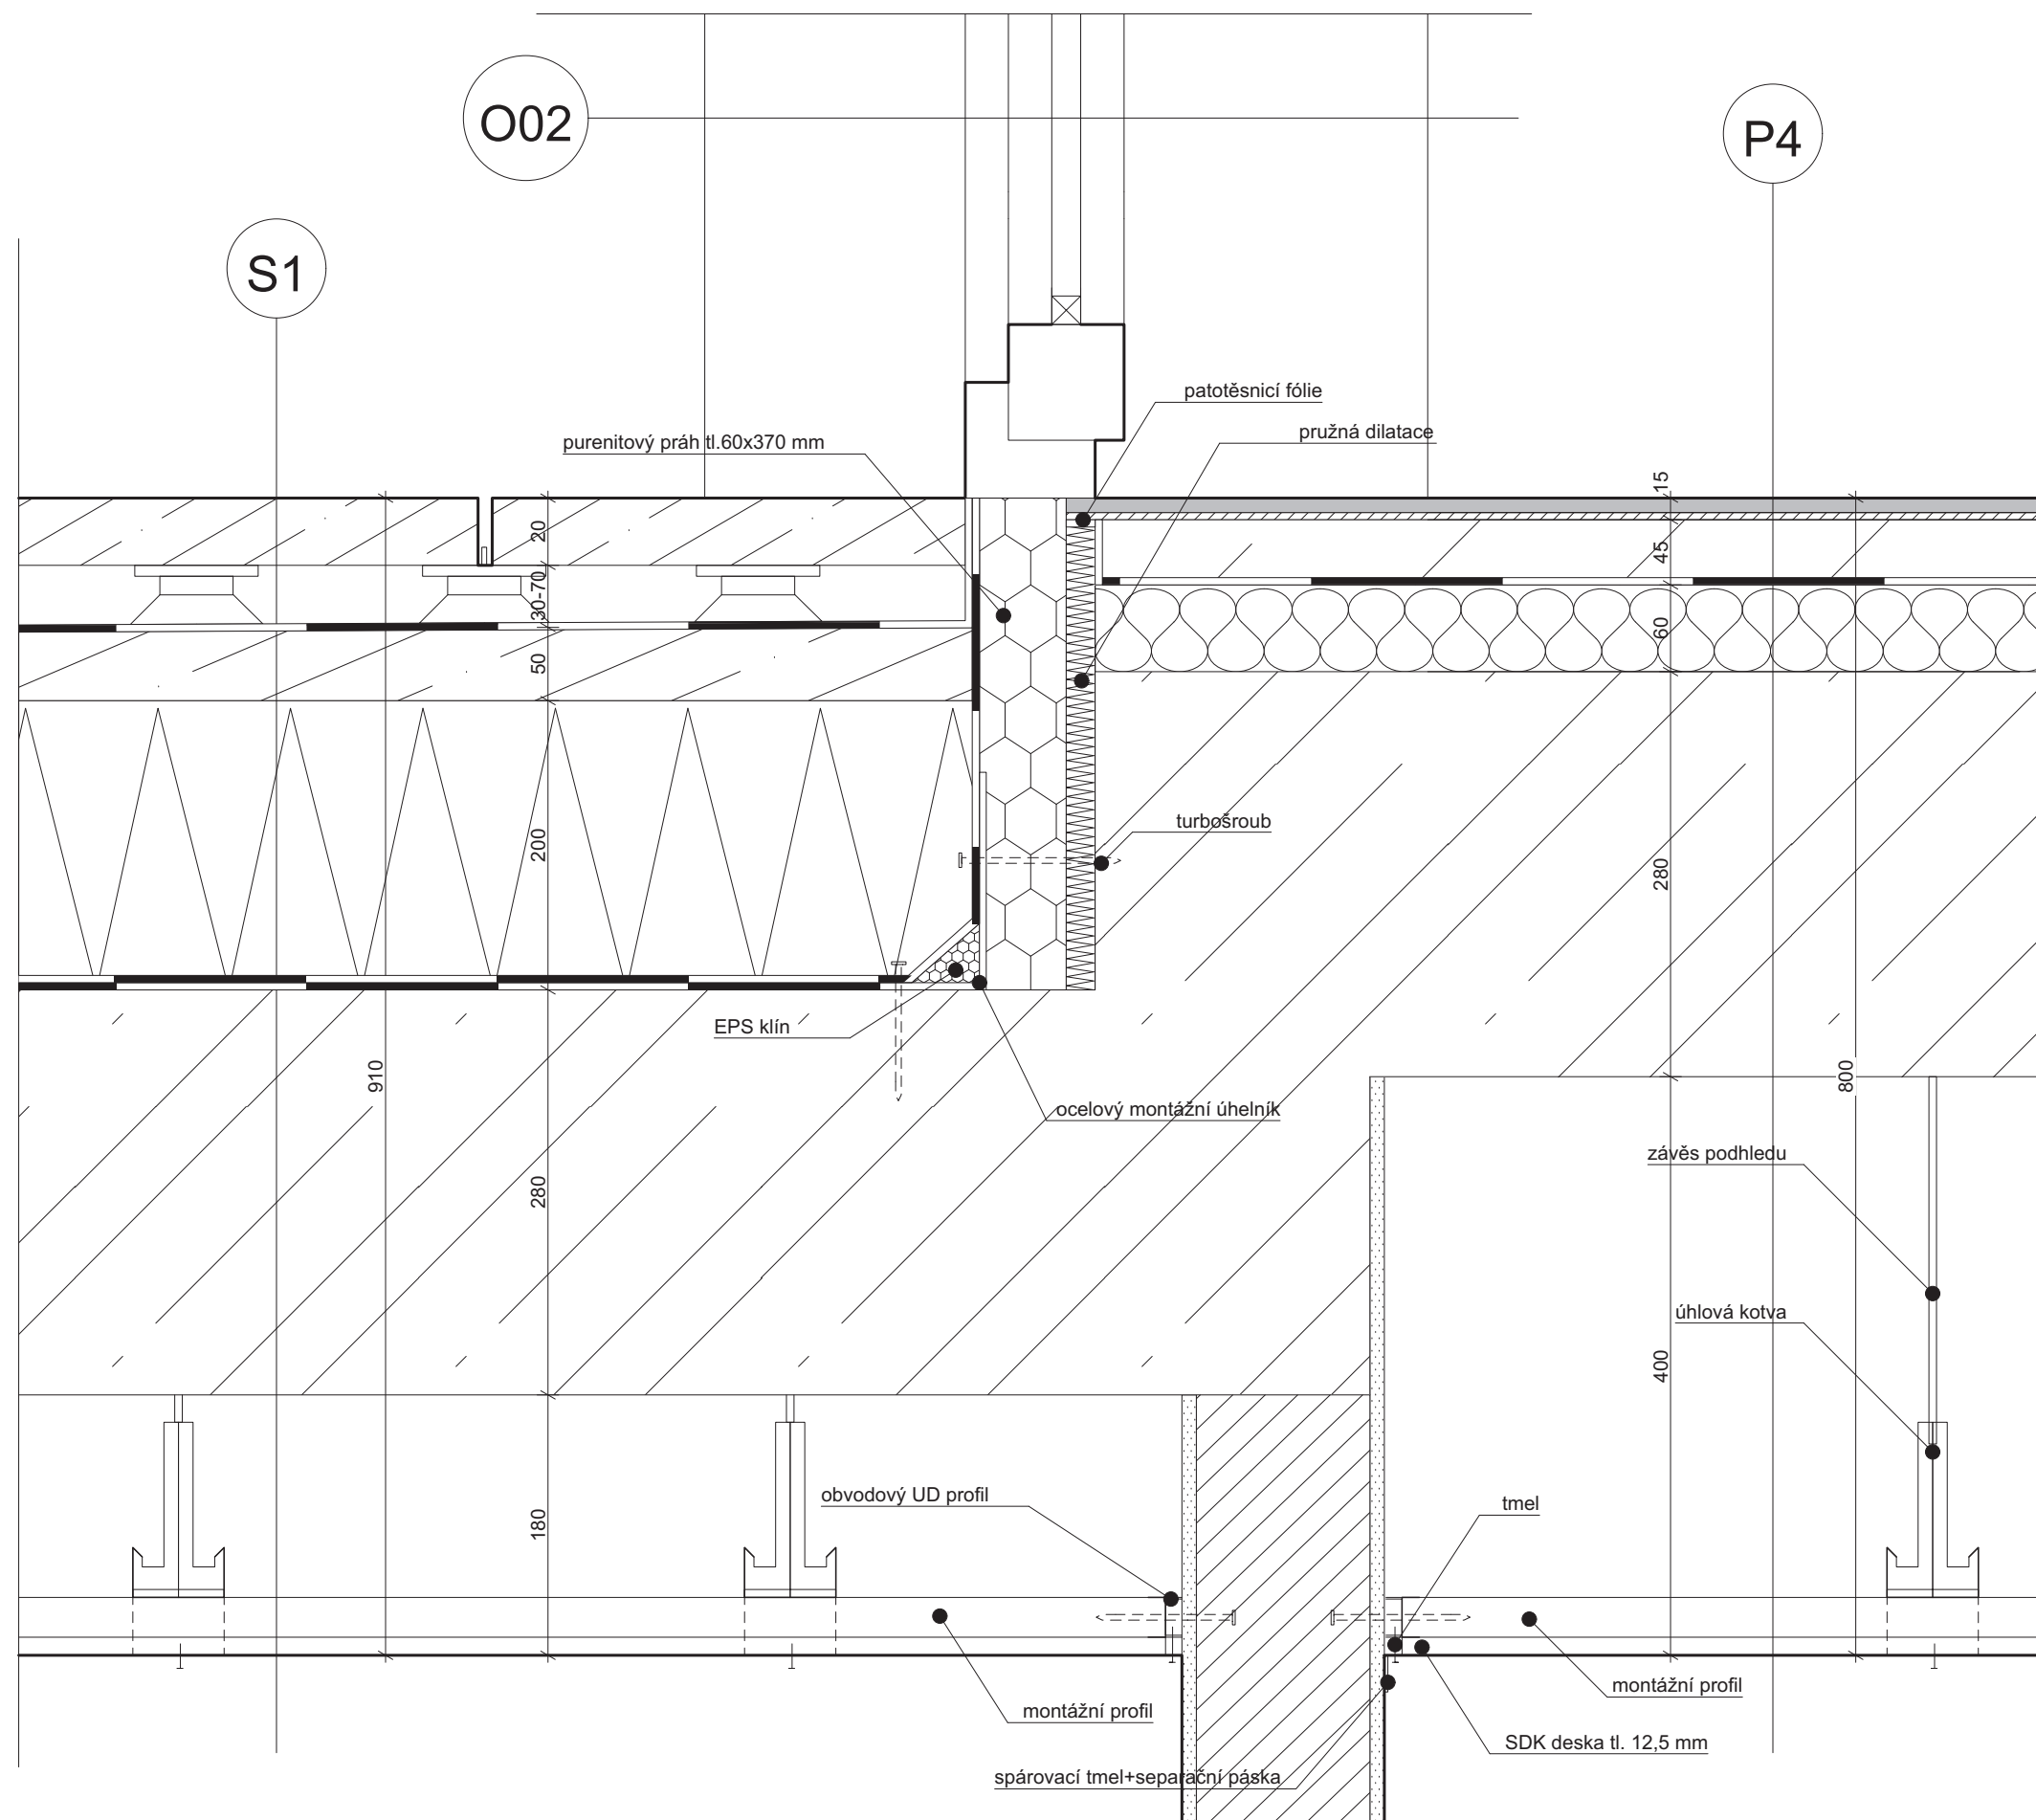 O02
P4
S1
patotěsnicí fólie
pružná dilatace
purenitový práh tl.60x370 mm
15
20
45
30-70
60
50
turbošroub
200
280
EPS klín
910
800
ocelový montážní úhelník
závěs podhledu
280
úhlová kotva
400
obvodový UD profil
tmel
180
montážní profil
montážní profil
SDK deska tl. 12,5 mm
spárovací tmel+separační páska